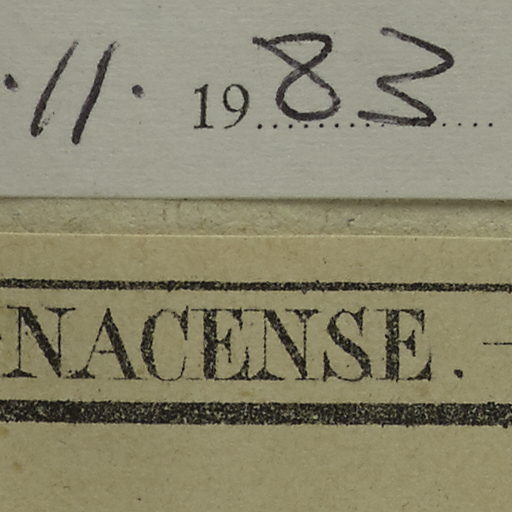 .11. 1983
NACENSE. —